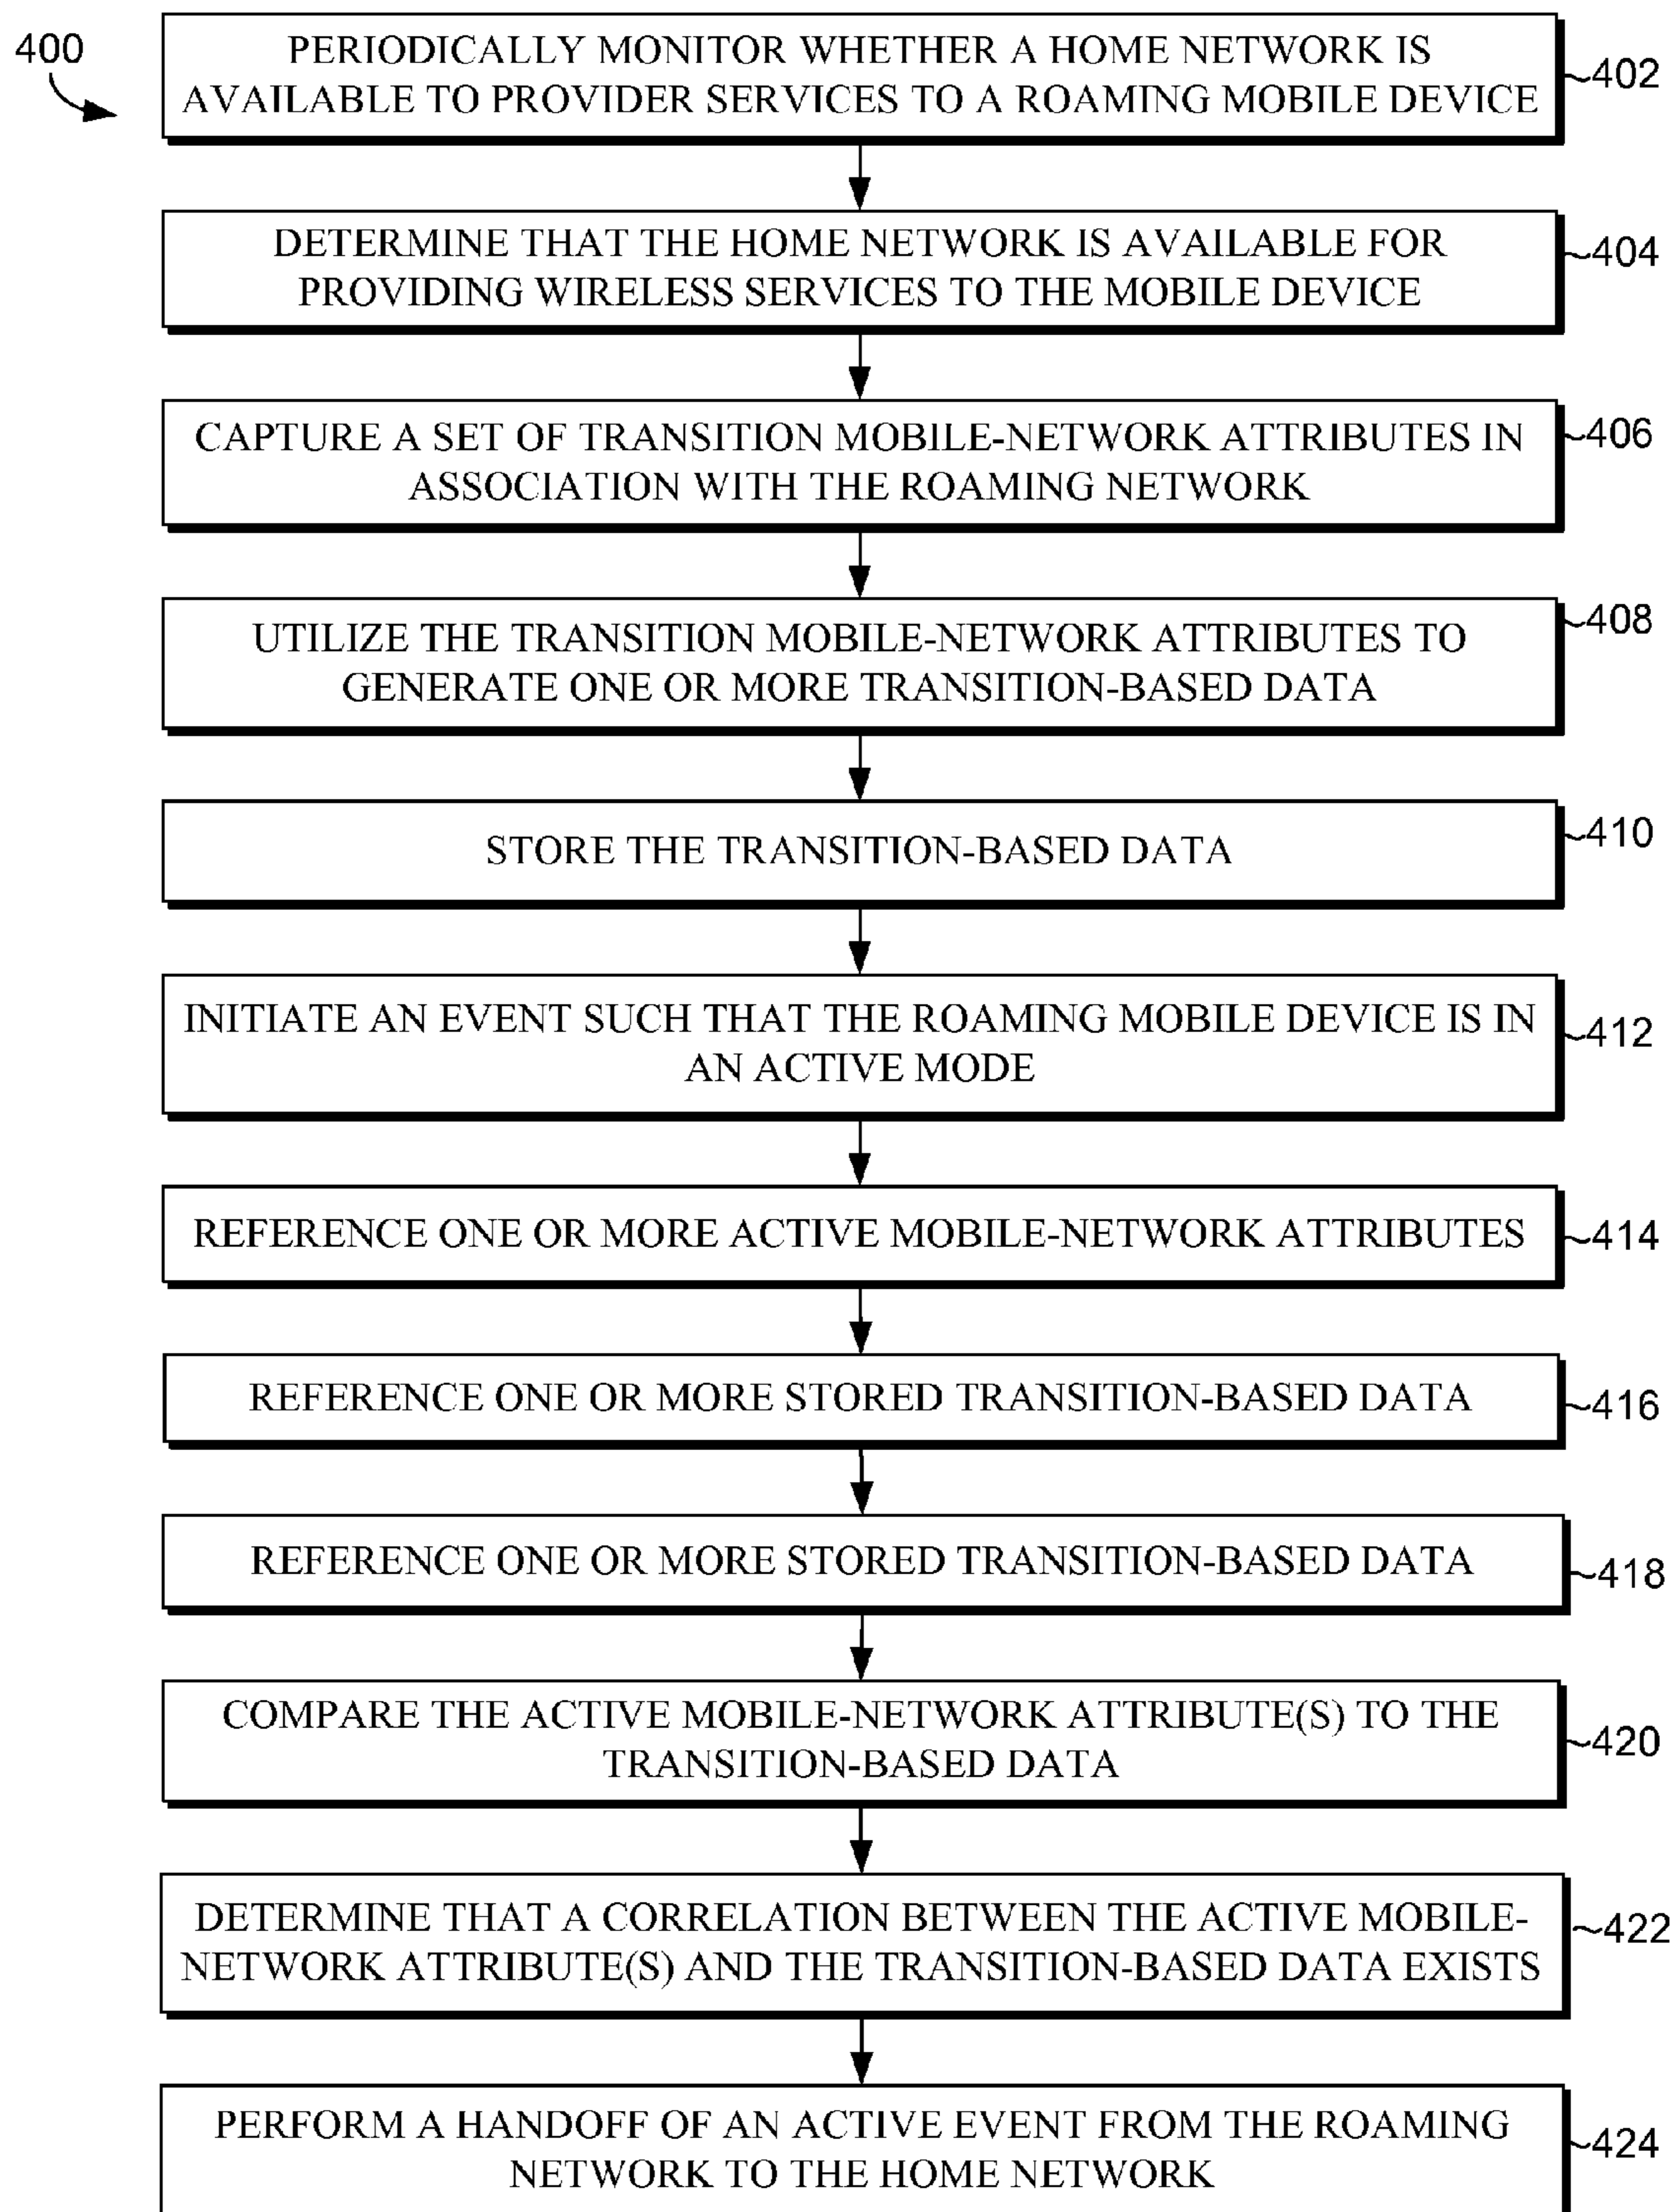 400
PERIODICALLY MONITOR WHETHER A HOME NETWORK IS
AVAILABLE TO PROVIDER SERVICES TO A ROAMING MOBILE DEVICE
402
DETERMINE THAT THE HOME NETWORK IS AVAILABLE FOR
PROVIDING WIRELESS SERVICES TO THE MOBILE DEVICE
404
CAPTURE A SET OF TRANSITION MOBILE-NETWORK ATTRIBUTES IN
ASSOCIATION WITH THE ROAMING NETWORK
406
UTILIZE THE TRANSITION MOBILE-NETWORK ATTRIBUTES TO
GENERATE ONE OR MORE TRANSITION-BASED DATA
408
STORE THE TRANSITION-BASED DATA
410
INITIATE AN EVENT SUCH THAT THE ROAMING MOBILE DEVICE IS IN
AN ACTIVE MODE
412
REFERENCE ONE OR MORE ACTIVE MOBILE-NETWORK ATTRIBUTES
414
REFERENCE ONE OR MORE STORED TRANSITION-BASED DATA
416
REFERENCE ONE OR MORE STORED TRANSITION-BASED DATA
418
COMPARE THE ACTIVE MOBILE-NETWORK ATTRIBUTE(S) TO THE
TRANSITION-BASED DATA
420
DETERMINE THAT A CORRELATION BETWEEN THE ACTIVE MOBILE-
NETWORK ATTRIBUTE(S) AND THE TRANSITION-BASED DATA EXISTS
422
PERFORM A HANDOFF OF AN ACTIVE EVENT FROM THE ROAMING
NETWORK TO THE HOME NETWORK
424